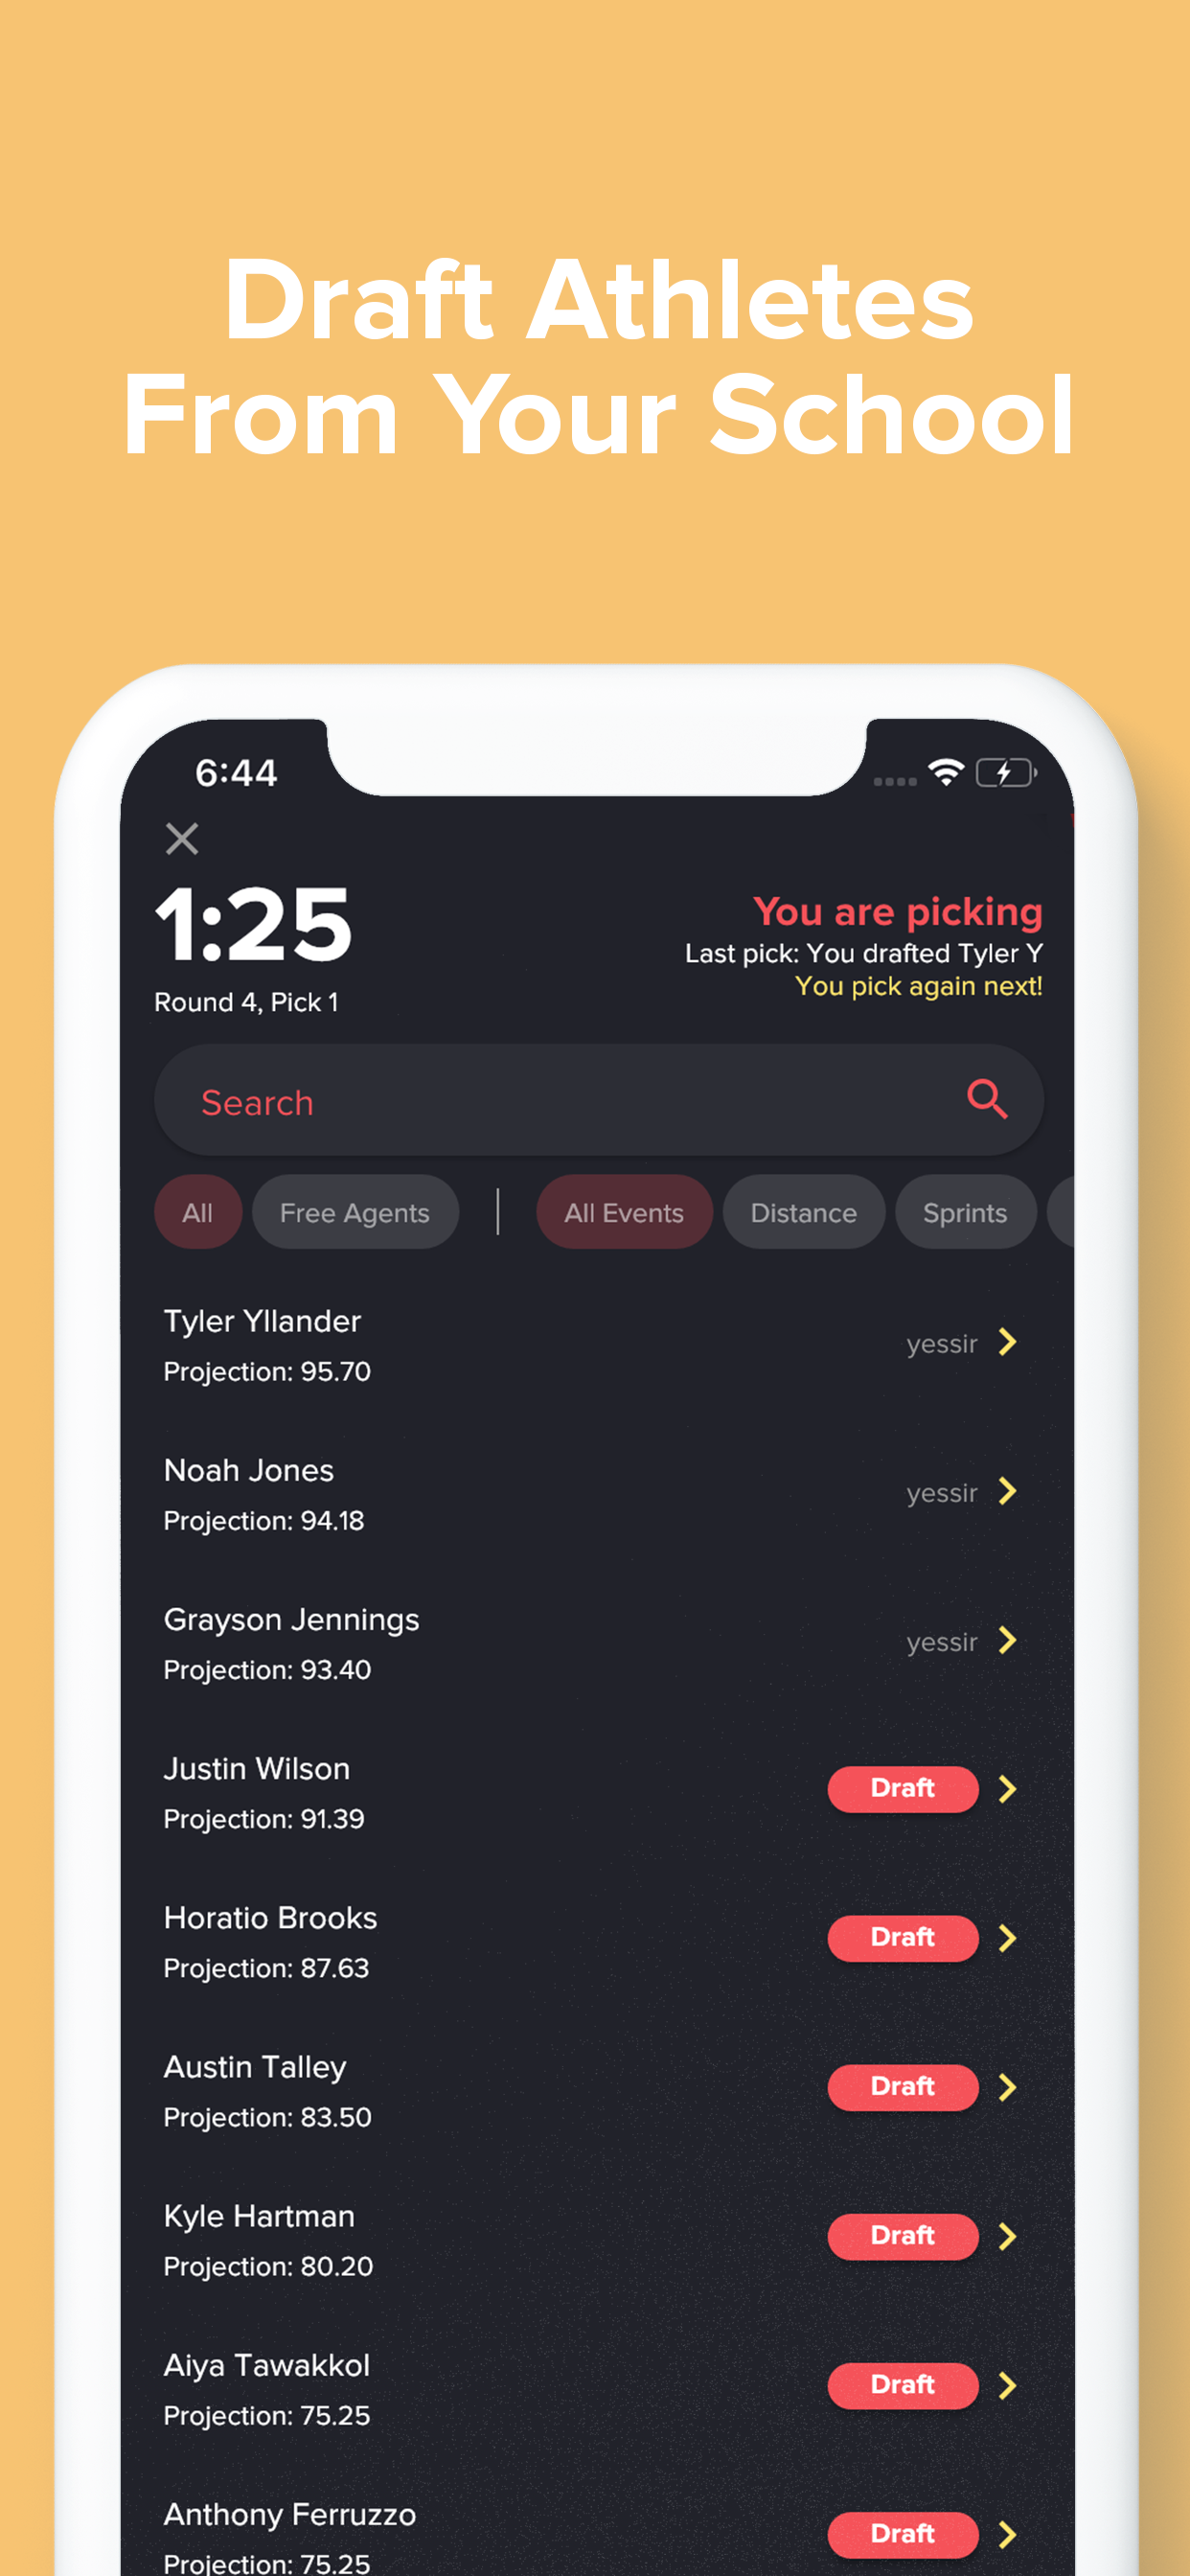 Draft Athletes
From Your School
6:44
1:25
You are picking
Last pick: You drafted Tyler Y
You pick again next!
Round 4, Pick 1
Search
All
Free Agents
All Events
Distance
Sprints
Tyler Yllander
Projection: 95.70
yessir
Noah Jones
Projection: 94.18
yessir
Grayson Jennings
Projection: 93.40
yessir
Justin Wilson
Projection: 91.39
Draft
Horatio Brooks
Projection: 87.63
Draft
Austin Talley
Projection: 83.50
Draft
Kyle Hartman
Projection: 80.20
Draft
Aiya Tawakkol
Projection: 75.25
Draft
Anthony Ferruzzo
Projection: 75.25
Draft